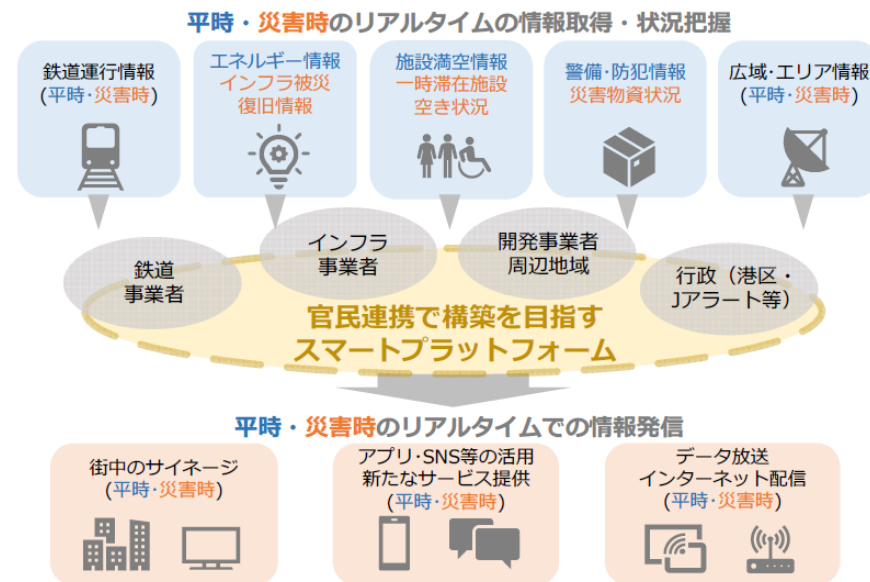 平時・災害時のリアルタイムの情報取得・状況把握
鉄道運行情報
(平時・災害時)
エネルギー情報
インフラ被災
復旧情報
施設満空情報
一時滞在施設
空き状況
警備・防犯情報
災害物資状況
広域・エリア情報
(平時・災害時)
鉄道
事業者
インフラ
事業者
開発事業者
周辺地域
行政（港区・
Jアラート等）
官民連携で構築を目指す
スマートプラットフォーム
平時・災害時のリアルタイムでの情報発信
街中のサイネージ
(平時・災害時)
アプリ・SNS等の活用
新たなサービス提供
(平時・災害時)
データ放送
インターネット配信
(平時・災害時)